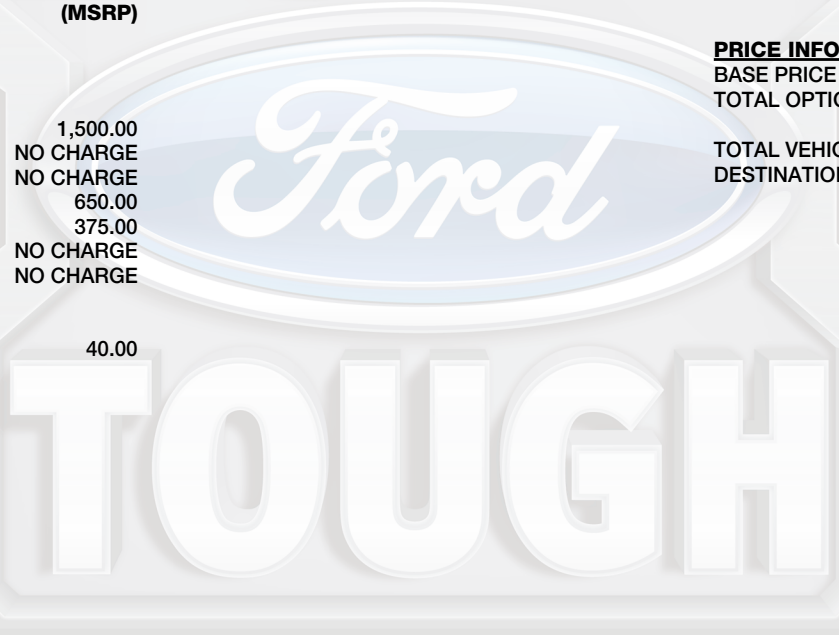 (MSRP)
1,500.00
NO CHARGE
NO CHARGE
650.00
375.00
NO CHARGE
NO CHARGE
40.00
PRICE INFO
BASE PRICE
TOTAL OPTIO
TOTAL VEHIC
DESTINATION
Ford
TOUGH